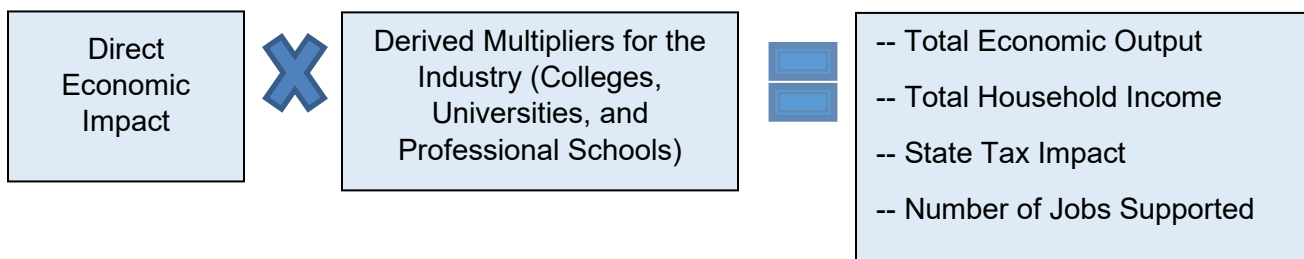 Direct
Economic
Impact
Derived Multipliers for the
Industry (Colleges,
Universities, and
Professional Schools)
-- Total Economic Output
-- Total Household Income
-- State Tax Impact
-- Number of Jobs Supported